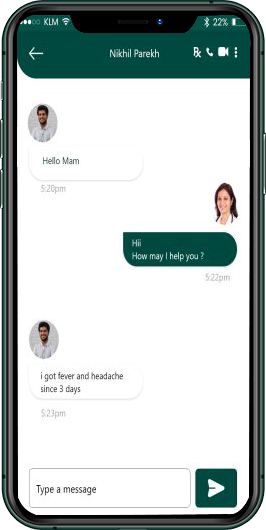 KLM 22%
Nikhil Parekh ℞
Hello Mam
5:20pm
Hii
How may I help you ?
5:22pm
i got fever and headache
since 3 days
5:23pm
Type a message